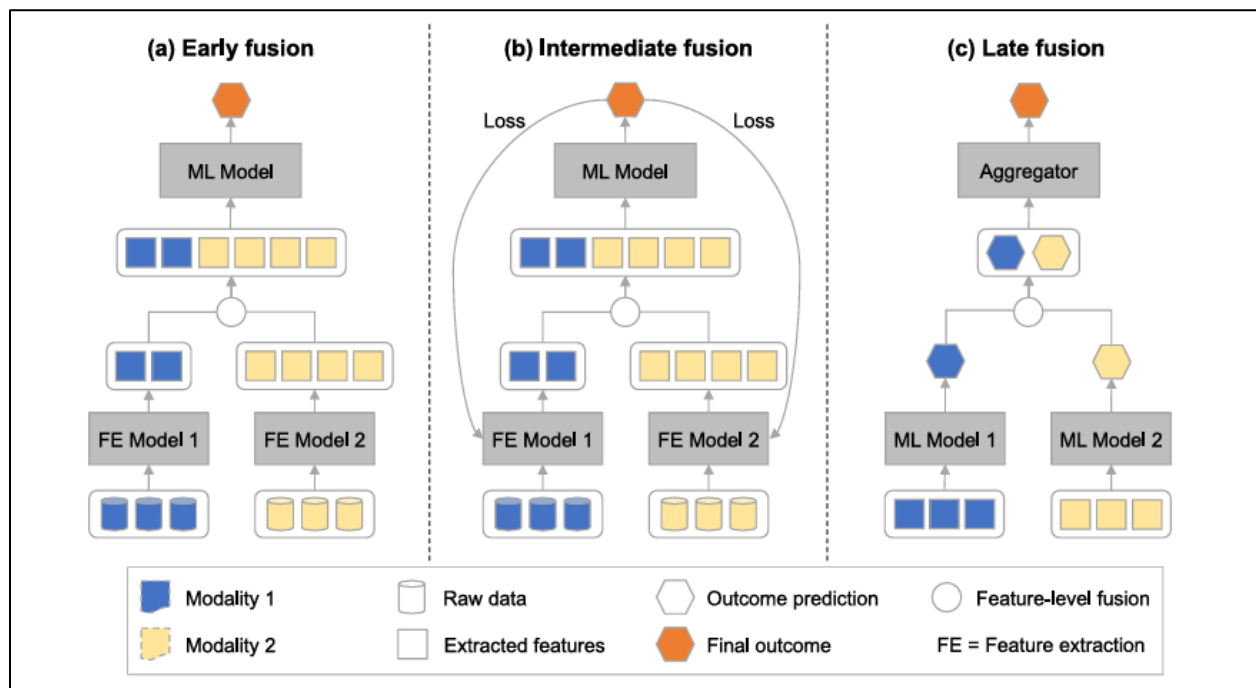 (a) Early fusion
(b) Intermediate fusion
(c) Late fusion
Loss
Loss
ML Model
ML Model
Aggregator
FE Model 1
FE Model 2
FE Model 1
FE Model 2
ML Model 1
ML Model 2
Modality 1
Raw data
Outcome prediction
Feature-level fusion
Modality 2
Extracted features
Final outcome
FE = Feature extraction